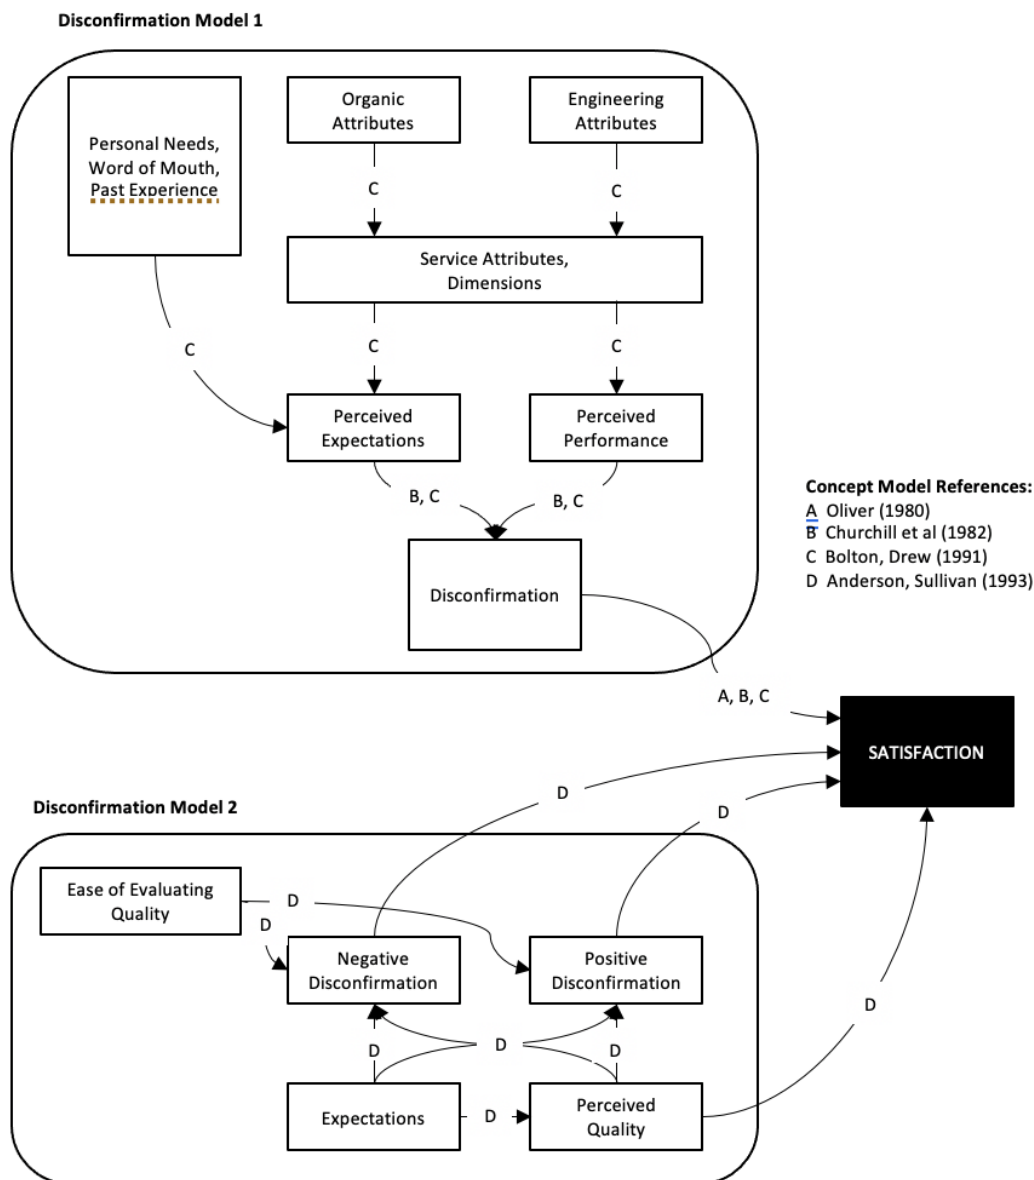 Disconfirmation Model 1
Personal Needs,
Word of Mouth,
Past Experience
Organic
Attributes
Engineering
Attributes
C
C
Service Attributes,
Dimensions
C
C
C
Perceived
Expectations
Perceived
Performance
B, C
B, C
Disconfirmation
Concept Model References:
A Oliver (1980)
B Churchill et al (1982)
C Bolton, Drew (1991)
D Anderson, Sullivan (1993)
A, B, C
SATISFACTION
Disconfirmation Model 2
D
D
Ease of Evaluating
Quality
D
D
Negative
Disconfirmation
Positive
Disconfirmation
D
D
D
D
Expectations
D
Perceived
Quality